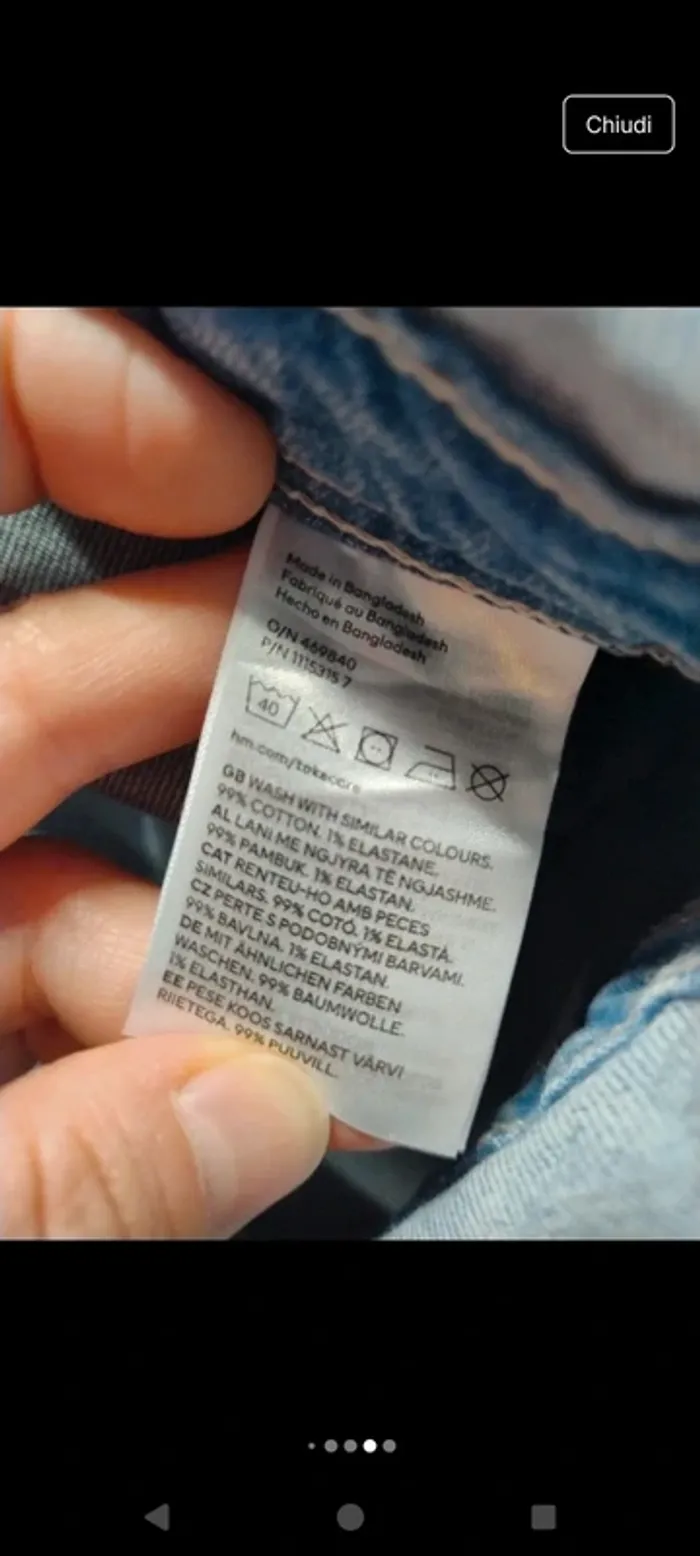 Chiudi
Made in Bangladesh
Fabriqué au Bangladesh
Hecho en Bangladesh
O/N 469840
P/N 1115315 7
40
hm.com/takecare
GB WASH WITH SIMILAR COLOURS.
99% COTTON. 1% ELASTANE.
AL LANI ME NGJYRA TË NGJASHME.
99% PAMBUK. 1% ELASTAN.
CAT RENTEU-HO AMB PECES
SIMILARS. 99% COTÓ. 1% ELASTÀ.
CZ PERTE S PODOBNÝMI BARVAMI.
99% BAVLNA. 1% ELASTAN.
DE MIT ÄHNLICHEN FARBEN
WASCHEN. 99% BAUMWOLLE.
1% ELASTHAN.
EE PESE KOOS SARNAST VÄRVI
RIIETEGA. 99% PUUVILL.